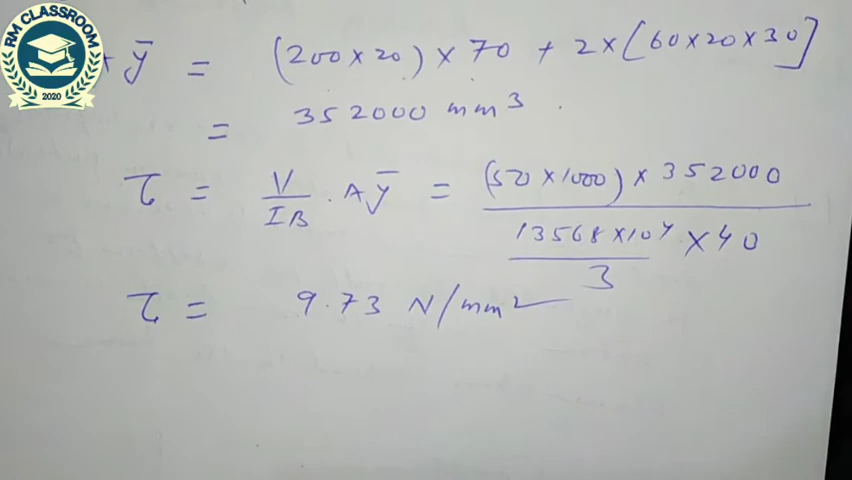 RM CLASSROOM
2020
A ȳ = (200×20) × 70 + 2×[60×20×30]
= 352000 mm³ .
τ = V/IB . Aȳ = (520×1000) × 352000 / (13568×10⁴/3 × 40)
τ = 9.73 N/mm²